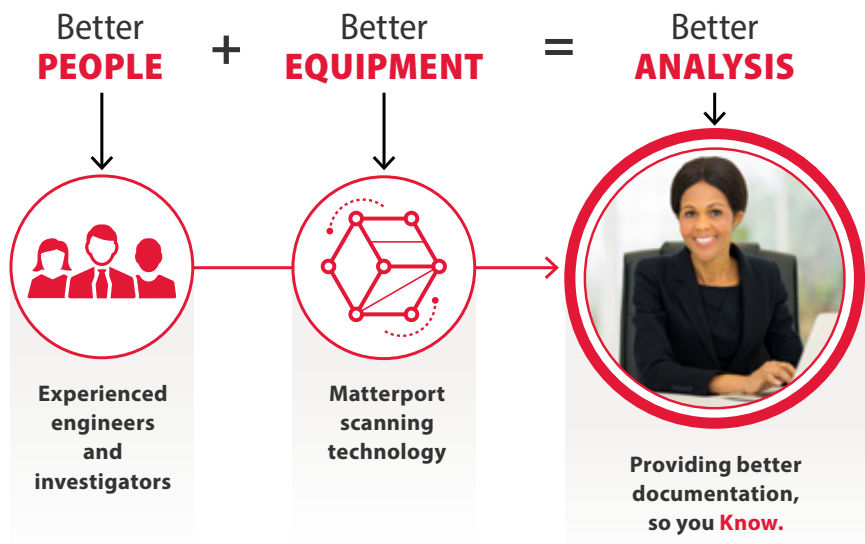 Better
PEOPLE
+
Better
EQUIPMENT
=
Better
ANALYSIS
Experienced
engineers
and
investigators
Matterport
scanning
technology
Providing better
documentation,
so you Know.